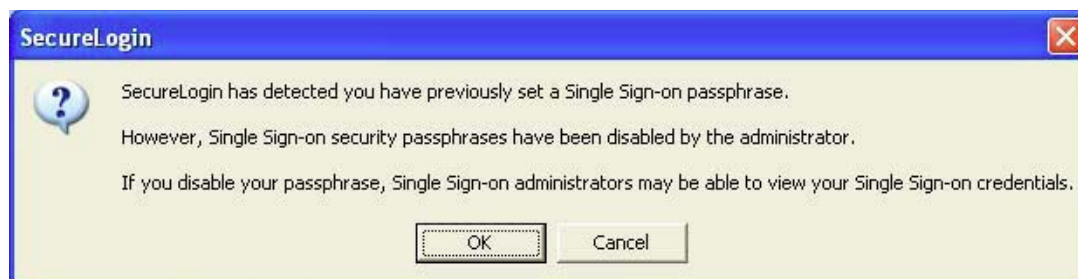 SecureLogin
SecureLogin has detected you have previously set a Single Sign-on passphrase.
However, Single Sign-on security passphrases have been disabled by the administrator.
If you disable your passphrase, Single Sign-on administrators may be able to view your Single Sign-on credentials.
OK Cancel